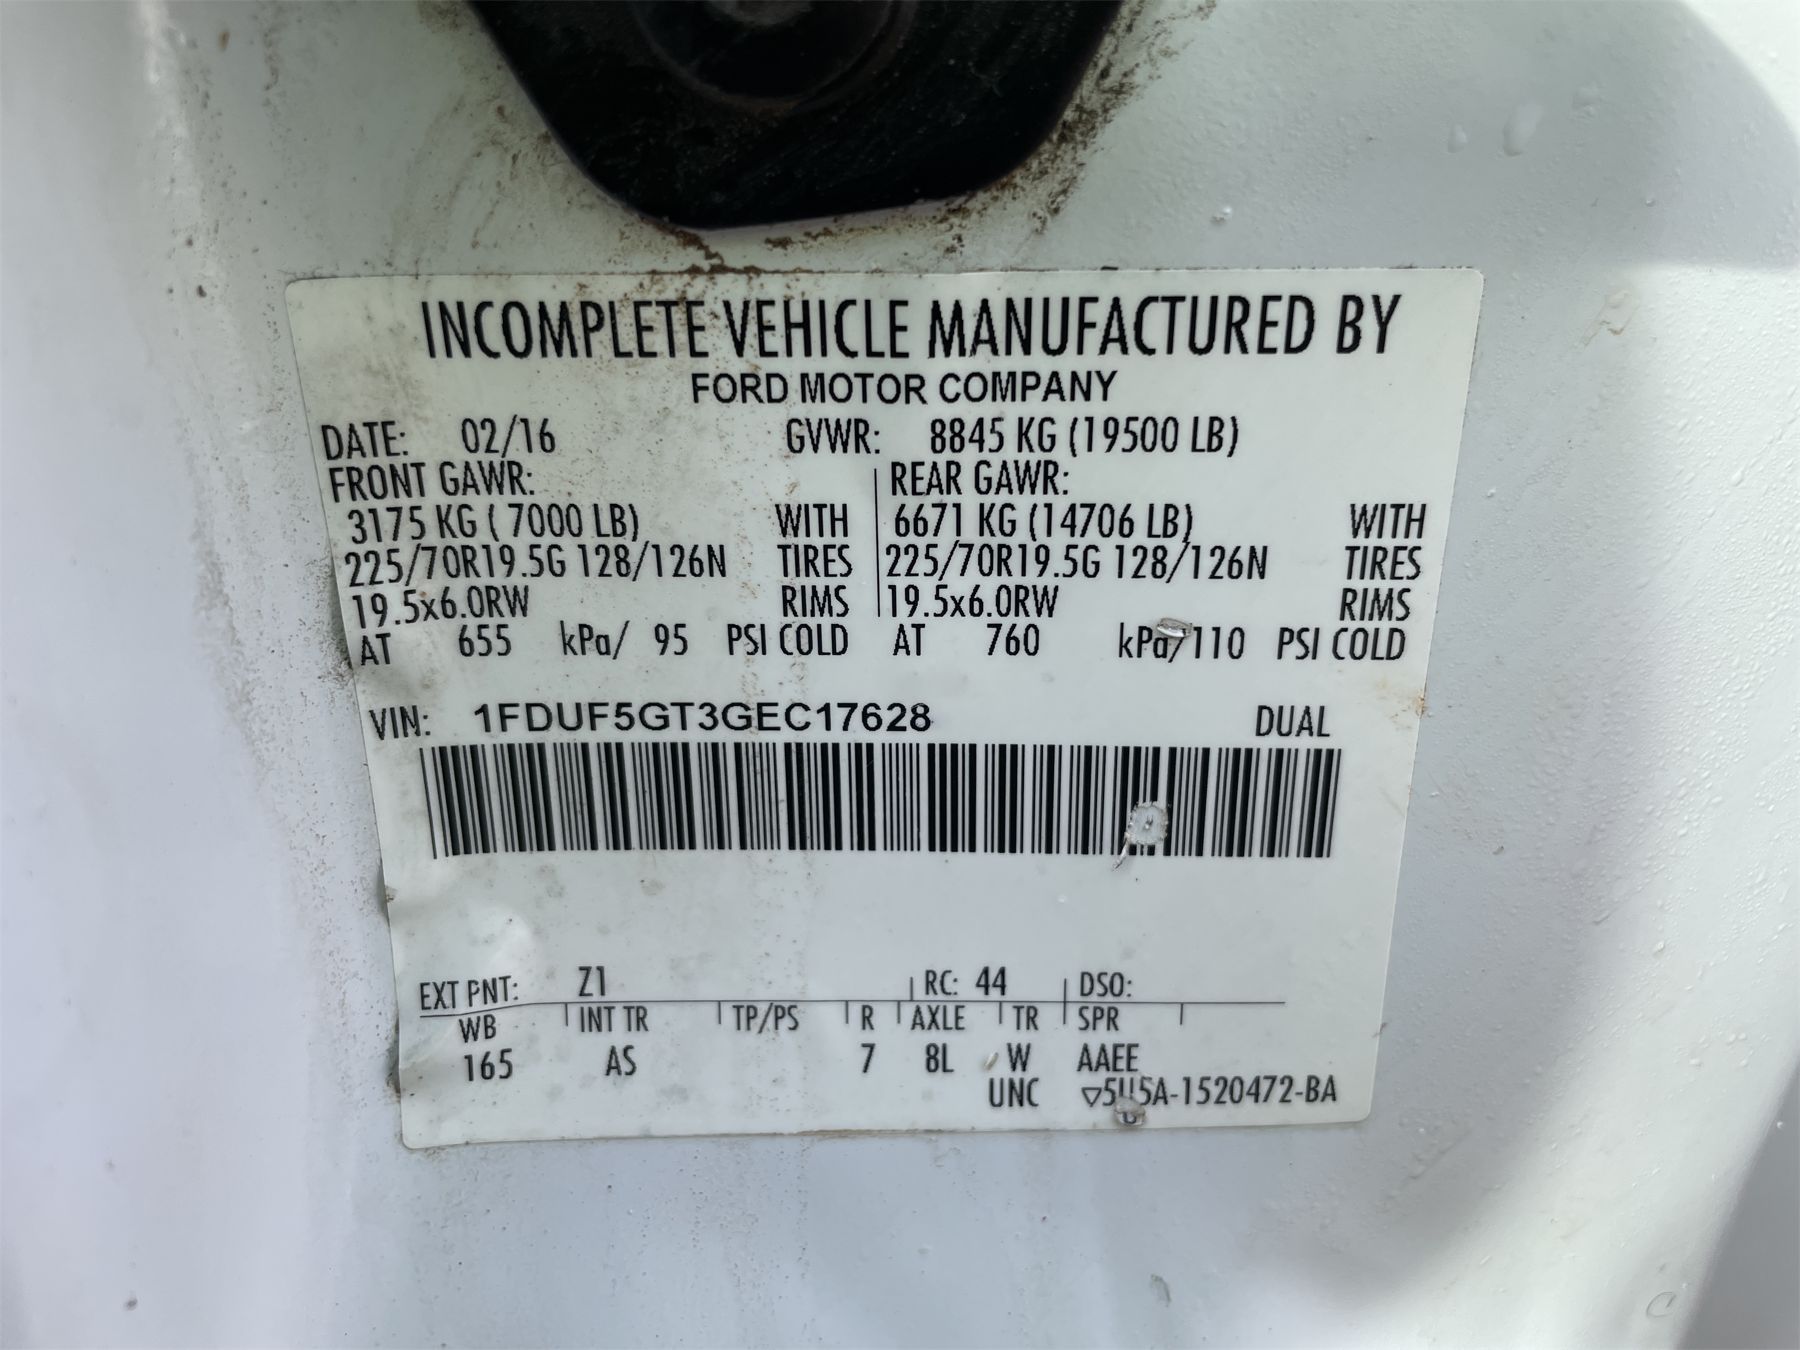 INCOMPLETE VEHICLE MANUFACTURED BY
FORD MOTOR COMPANY
DATE: 02/16 GVWR: 8845 KG (19500 LB)
FRONT GAWR: REAR GAWR:
3175 KG ( 7000 LB) WITH 6671 KG (14706 LB) WITH
225/70R19.5G 128/126N TIRES 225/70R19.5G 128/126N TIRES
19.5x6.0RW RIMS 19.5x6.0RW RIMS
AT 655 kPa/ 95 PSI COLD AT 760 kPa/110 PSI COLD
VIN: 1FDUF5GT3GEC17628 DUAL
EXT PNT: Z1 RC: 44 DSO:
WB INT TR TP/PS R AXLE TR SPR
165 AS 7 8L W AAEE
UNC ▽5U5A-1520472-BA